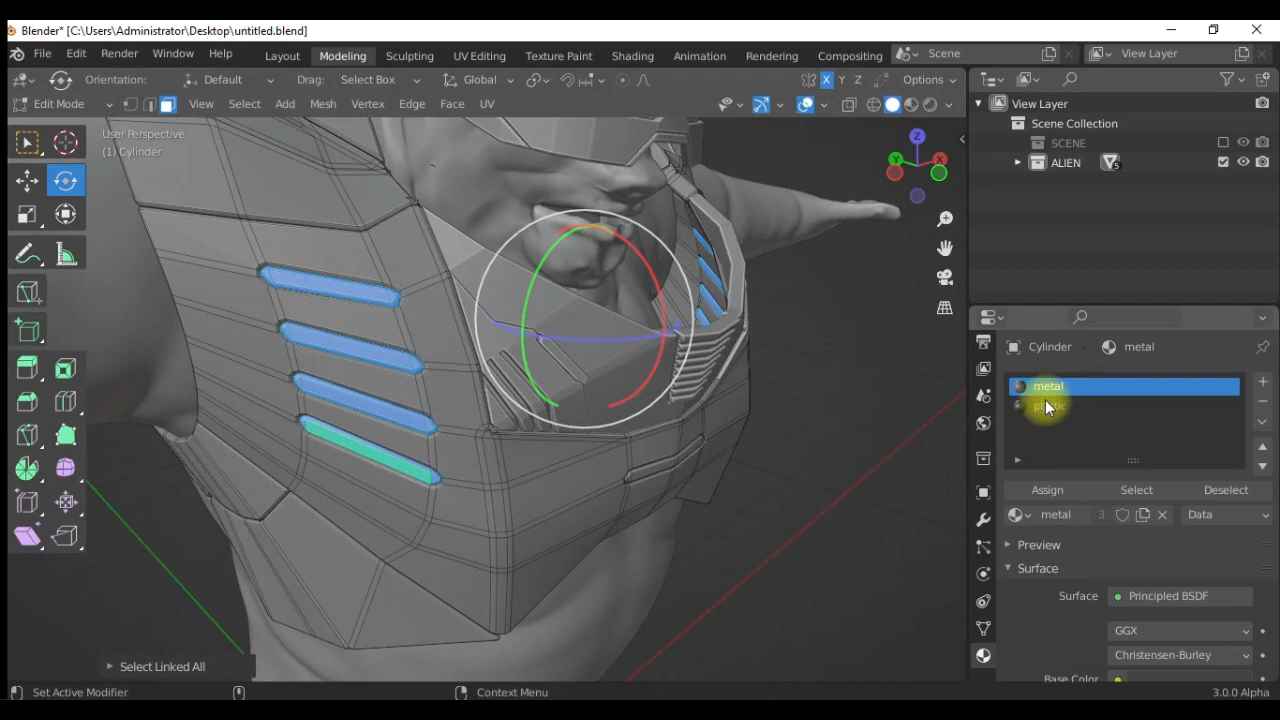 Blender* [C:\Users\Administrator\Desktop\untitled.blend]
File Edit Render Window Help Layout Modeling Sculpting UV Editing Texture Paint Shading Animation Rendering Compositing Scene View Layer
Orientation: Default Drag: Select Box Global X Y Z Options
Edit Mode View Select Add Mesh Vertex Edge Face UV
User Perspective
(1) Cylinder
Z
Y X
View Layer
Scene Collection
SCENE
ALIEN 5
Cylinder metal
metal
plastic
Assign Select Deselect
metal 3 Data
Preview
Surface
Surface Principled BSDF
GGX
Christensen-Burley
Base Color
Select Linked All
Set Active Modifier Context Menu 3.0.0 Alpha